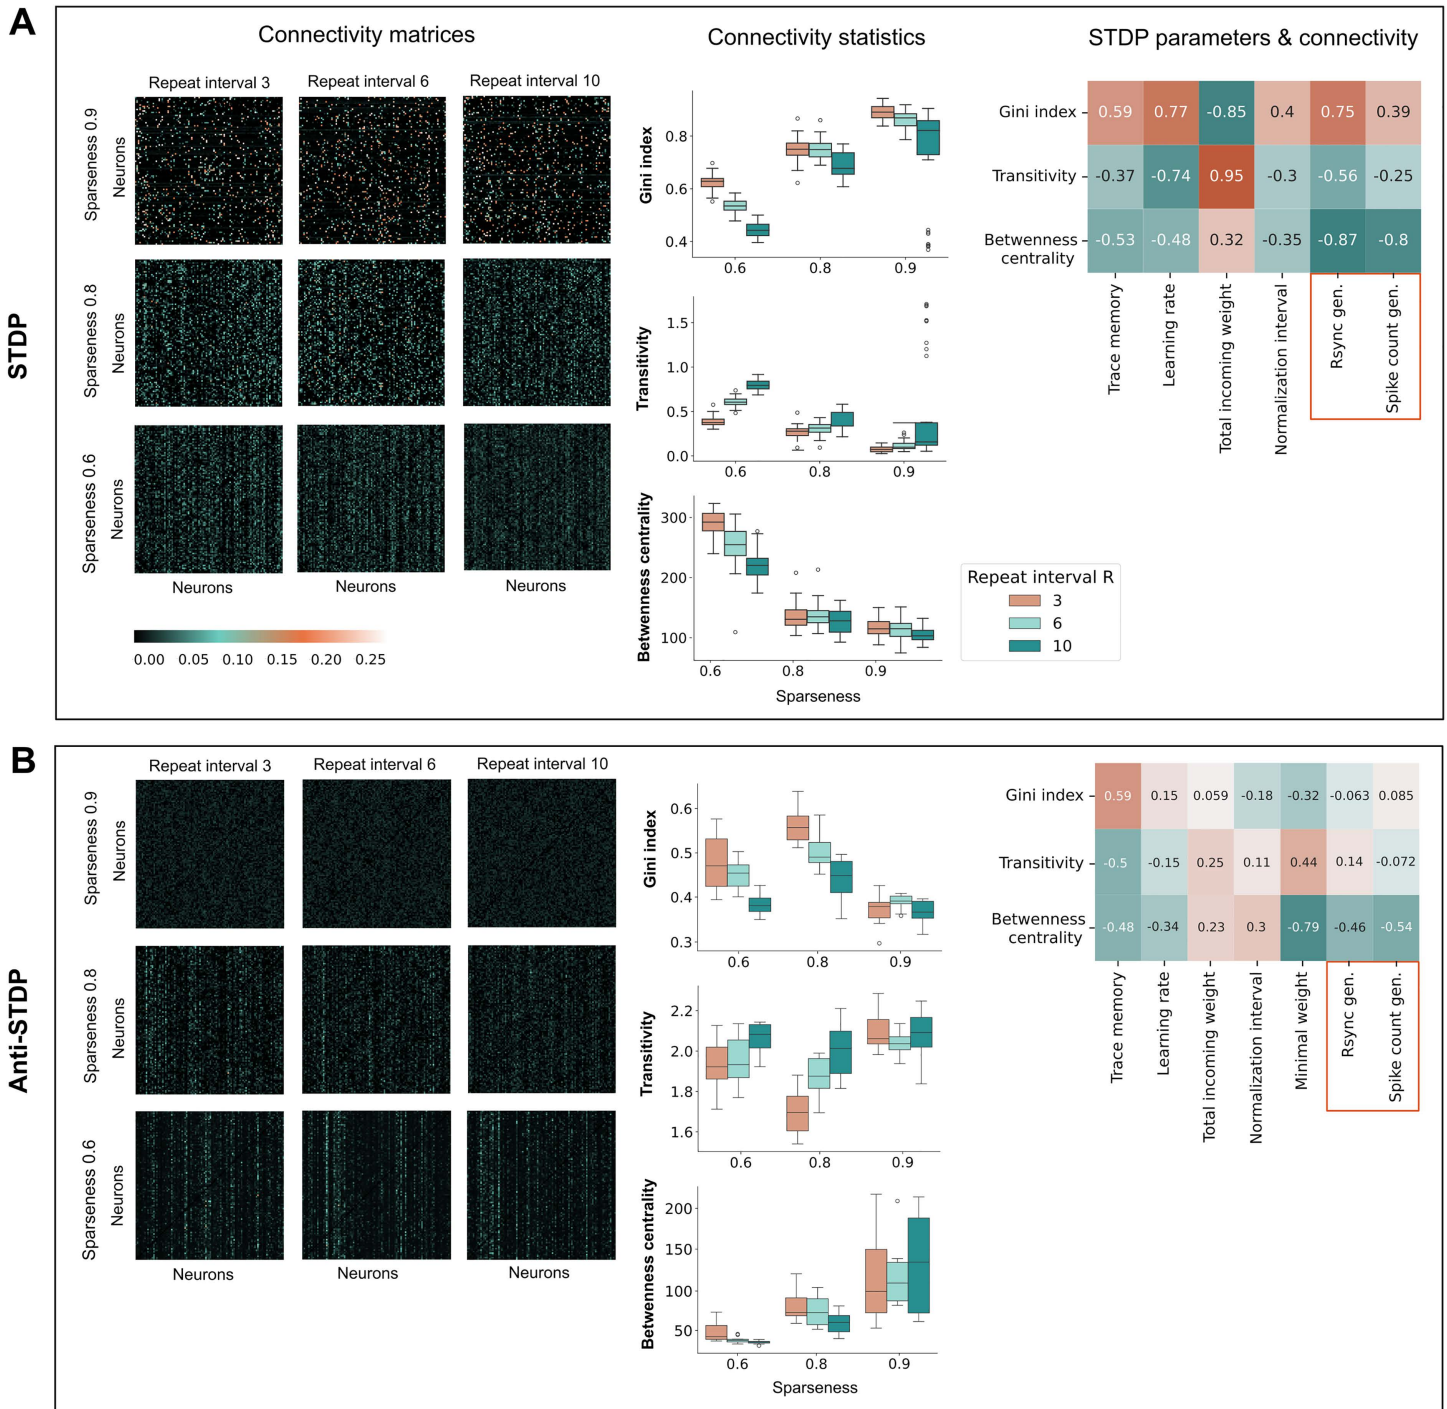 A
Connectivity matrices
Connectivity statistics
STDP parameters & connectivity
STDP
Repeat interval 3
Repeat interval 6
Repeat interval 10
Sparseness 0.9
Neurons
Sparseness 0.8
Neurons
Sparseness 0.6
Neurons
Neurons
Neurons
Neurons
0.00 0.05 0.10 0.15 0.20 0.25
Gini index
0.8
0.6
0.4
0.6 0.8 0.9
Transitivity
1.5
1.0
0.5
0.0
0.6 0.8 0.9
Betwenness centrality
300
200
100
0.6 0.8 0.9
Sparseness
Repeat interval R
3
6
10
Gini index 0.59 0.77 -0.85 0.4 0.75 0.39
Transitivity -0.37 -0.74 0.95 -0.3 -0.56 -0.25
Betwenness
centrality
-0.53 -0.48 0.32 -0.35 -0.87 -0.8
Trace memory
Learning rate
Total incoming weight
Normalization interval
Rsync gen.
Spike count gen.
B
Anti-STDP
Repeat interval 3
Repeat interval 6
Repeat interval 10
Sparseness 0.9
Neurons
Sparseness 0.8
Neurons
Sparseness 0.6
Neurons
Neurons
Neurons
Neurons
Gini index
0.6
0.5
0.4
0.3
0.6 0.8 0.9
Transitivity
2.2
2.0
1.8
1.6
0.6 0.8 0.9
Betwenness centrality
200
150
100
50
0.6 0.8 0.9
Sparseness
Gini index 0.59 0.15 0.059 -0.18 -0.32 -0.063 0.085
Transitivity -0.5 -0.15 0.25 0.11 0.44 0.14 -0.072
Betwenness
centrality
-0.48 -0.34 0.23 0.3 -0.79 -0.46 -0.54
Trace memory
Learning rate
Total incoming weight
Normalization interval
Minimal weight
Rsync gen.
Spike count gen.